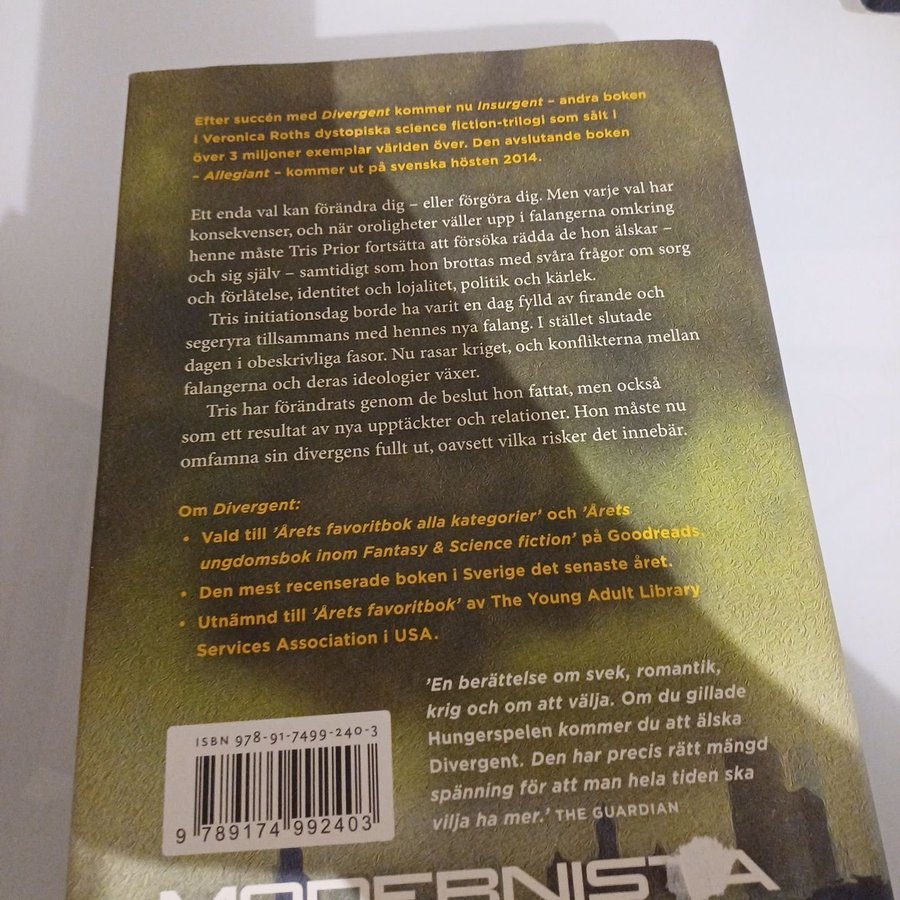 Efter succén med Divergent kommer nu Insurgent – andra boken
i Veronica Roths dystopiska science fiction-trilogi som sålt i
över 3 miljoner exemplar världen över. Den avslutande boken
– Allegiant – kommer ut på svenska hösten 2014.
Ett enda val kan förändra dig – eller förgöra dig. Men varje val har
konsekvenser, och när oroligheter väller upp i falangerna omkring
henne måste Tris Prior fortsätta att försöka rädda de hon älskar –
och sig själv – samtidigt som hon brottas med svåra frågor om sorg
och förlåtelse, identitet och lojalitet, politik och kärlek.
Tris initiationsdag borde ha varit en dag fylld av firande och
segeryra tillsammans med hennes nya falang. I stället slutade
dagen i obeskrivliga fasor. Nu rasar kriget, och konflikterna mellan
falangerna och deras ideologier växer.
Tris har förändrats genom de beslut hon fattat, men också
som ett resultat av nya upptäckter och relationer. Hon måste nu
omfamna sin divergens fullt ut, oavsett vilka risker det innebär.
Om Divergent:
• Vald till 'Årets favoritbok alla kategorier' och 'Årets
ungdomsbok inom Fantasy & Science fiction' på Goodreads.
• Den mest recenserade boken i Sverige det senaste året.
• Utnämnd till 'Årets favoritbok' av The Young Adult Library
Services Association i USA.
'En berättelse om svek, romantik,
krig och om att välja. Om du gillade
Hungerspelen kommer du att älska
Divergent. Den har precis rätt mängd
spänning för att man hela tiden ska
vilja ha mer.' THE GUARDIAN
ISBN 978-91-7499-240-3
9 789174 992403
MODERNISTA